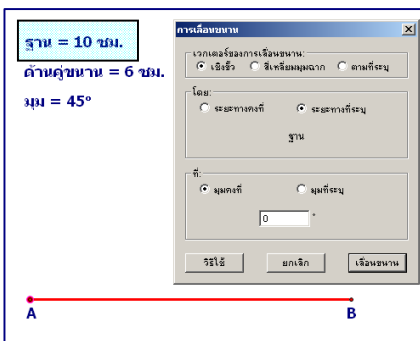 ฐาน = 10 ซม.
ด้านคู่ขนาน = 6 ซม.
มุม = 45°
การเลื่อนขนาน
เวกเตอร์ของการเลื่อนขนาน:
เชิงขั้ว สี่เหลี่ยมมุมฉาก ตามที่ระบุ
โดย:
ระยะทางคงที่ ระยะทางที่ระบุ
ฐาน
ที่:
มุมคงที่ มุมที่ระบุ
0 °
วิธีใช้ ยกเลิก เลื่อนขนาน
A B